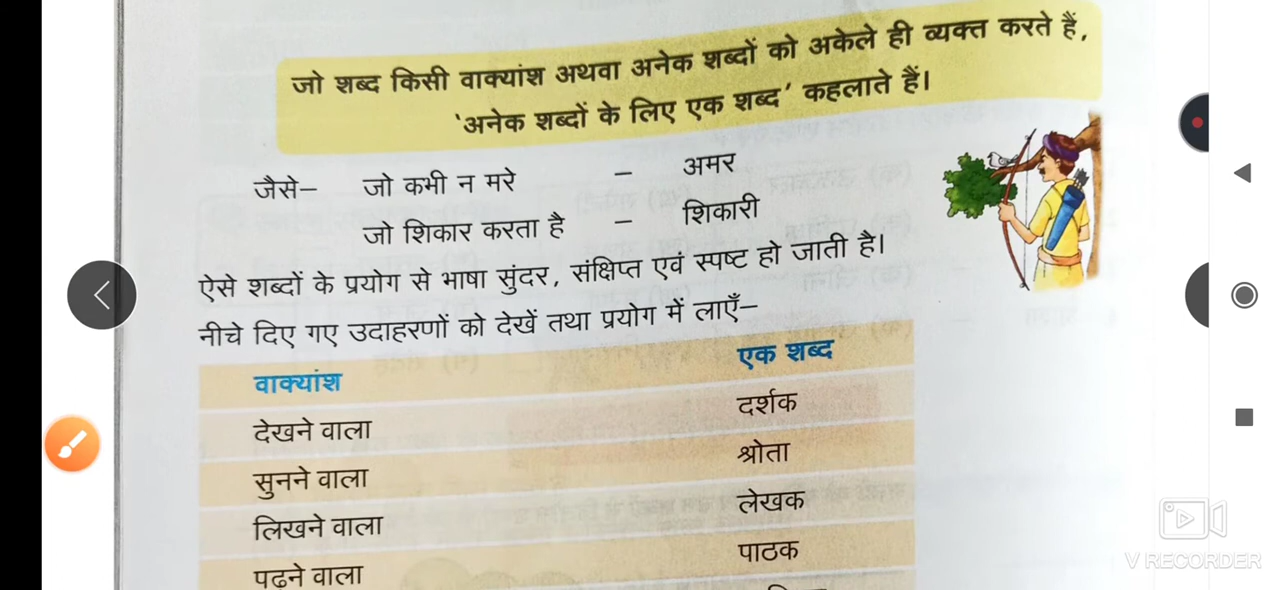 जो शब्द किसी वाक्यांश अथवा अनेक शब्दों को अकेले ही व्यक्त करते हैं,
'अनेक शब्दों के लिए एक शब्द' कहलाते हैं।
जैसे– जो कभी न मरे – अमर
जो शिकार करता है – शिकारी
ऐसे शब्दों के प्रयोग से भाषा सुंदर, संक्षिप्त एवं स्पष्ट हो जाती है।
नीचे दिए गए उदाहरणों को देखें तथा प्रयोग में लाएँ–
वाक्यांश एक शब्द
देखने वाला दर्शक
सुनने वाला श्रोता
लिखने वाला लेखक
पढ़ने वाला पाठक
V RECORDER